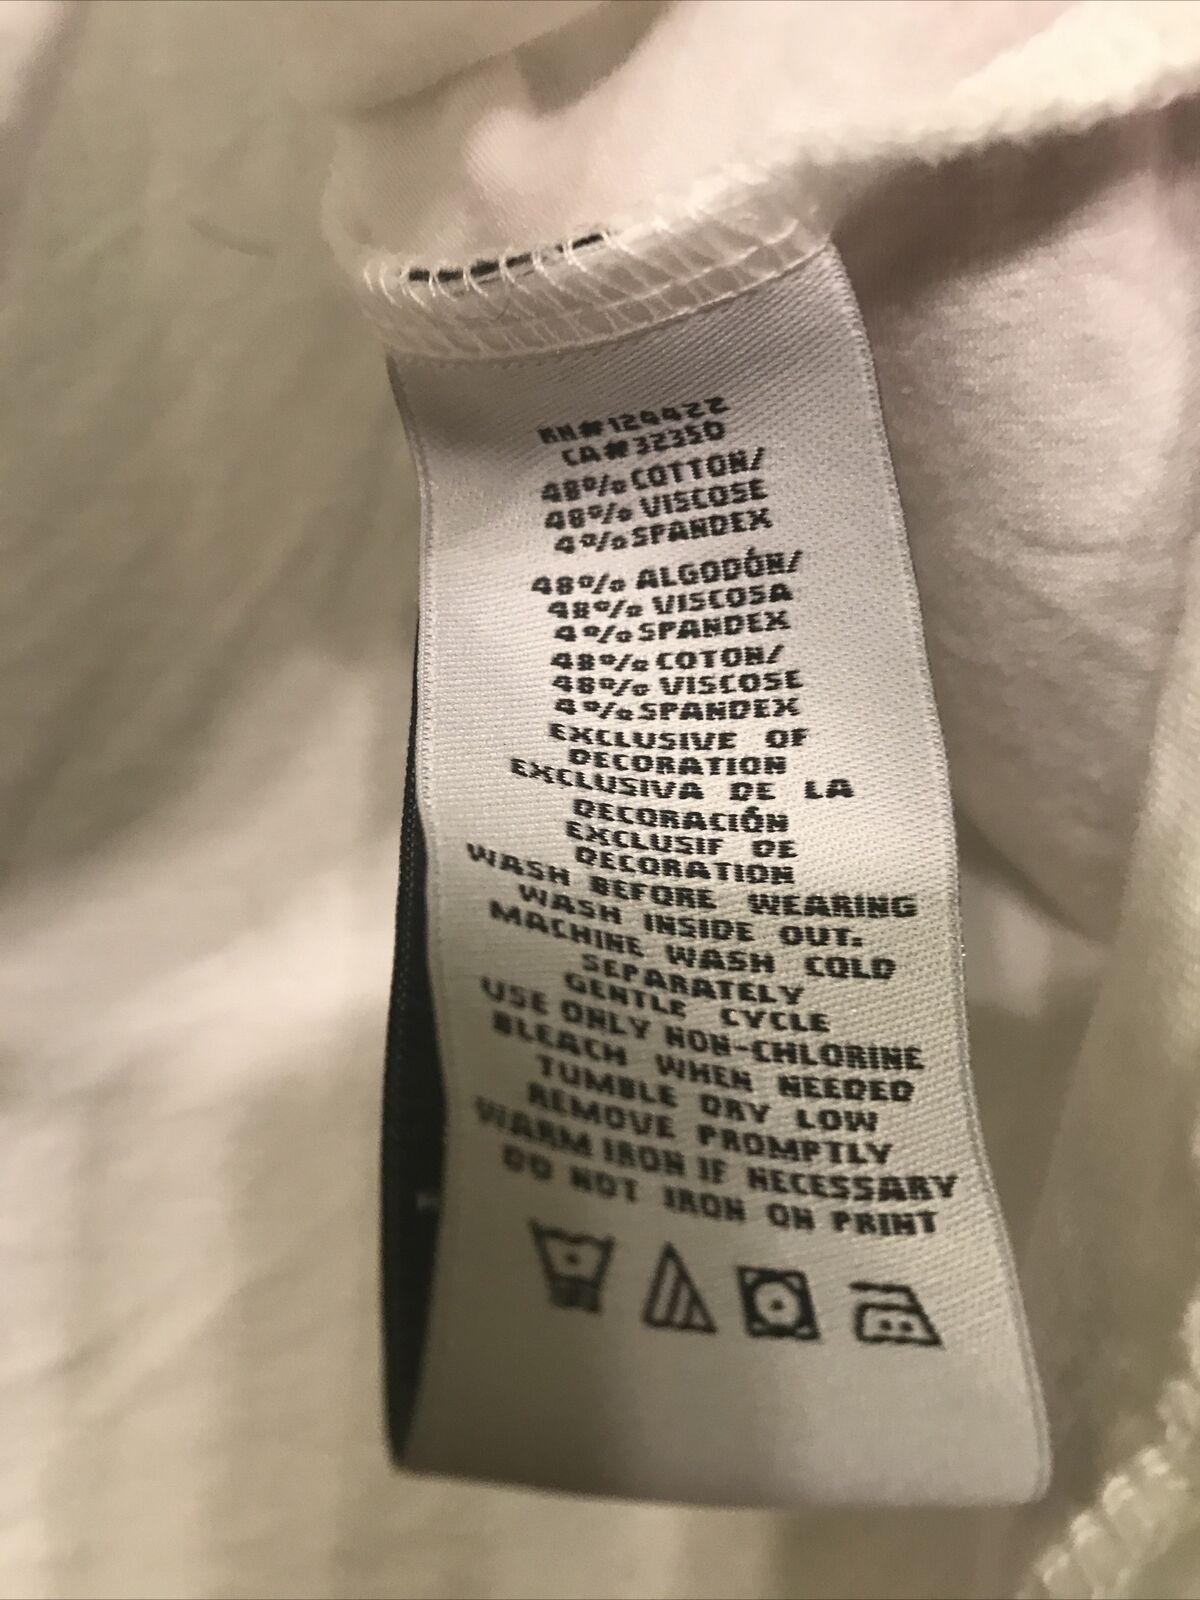 RN#124422
CA#32350
48% COTTON/
48% VISCOSE
4% SPANDEX
48% ALGODÓN/
48% VISCOSA
4% SPANDEX
48% COTON/
48% VISCOSE
4% SPANDEX
EXCLUSIVE OF
DECORATION
EXCLUSIVA DE LA
DECORACIÓN
EXCLUSIF DE
DECORATION
WASH BEFORE WEARING
WASH INSIDE OUT.
MACHINE WASH COLD
SEPARATELY
GENTLE CYCLE
USE ONLY NON-CHLORINE
BLEACH WHEN NEEDED
TUMBLE DRY LOW
REMOVE PROMPTLY
WARM IRON IF NECESSARY
DO NOT IRON ON PRINT